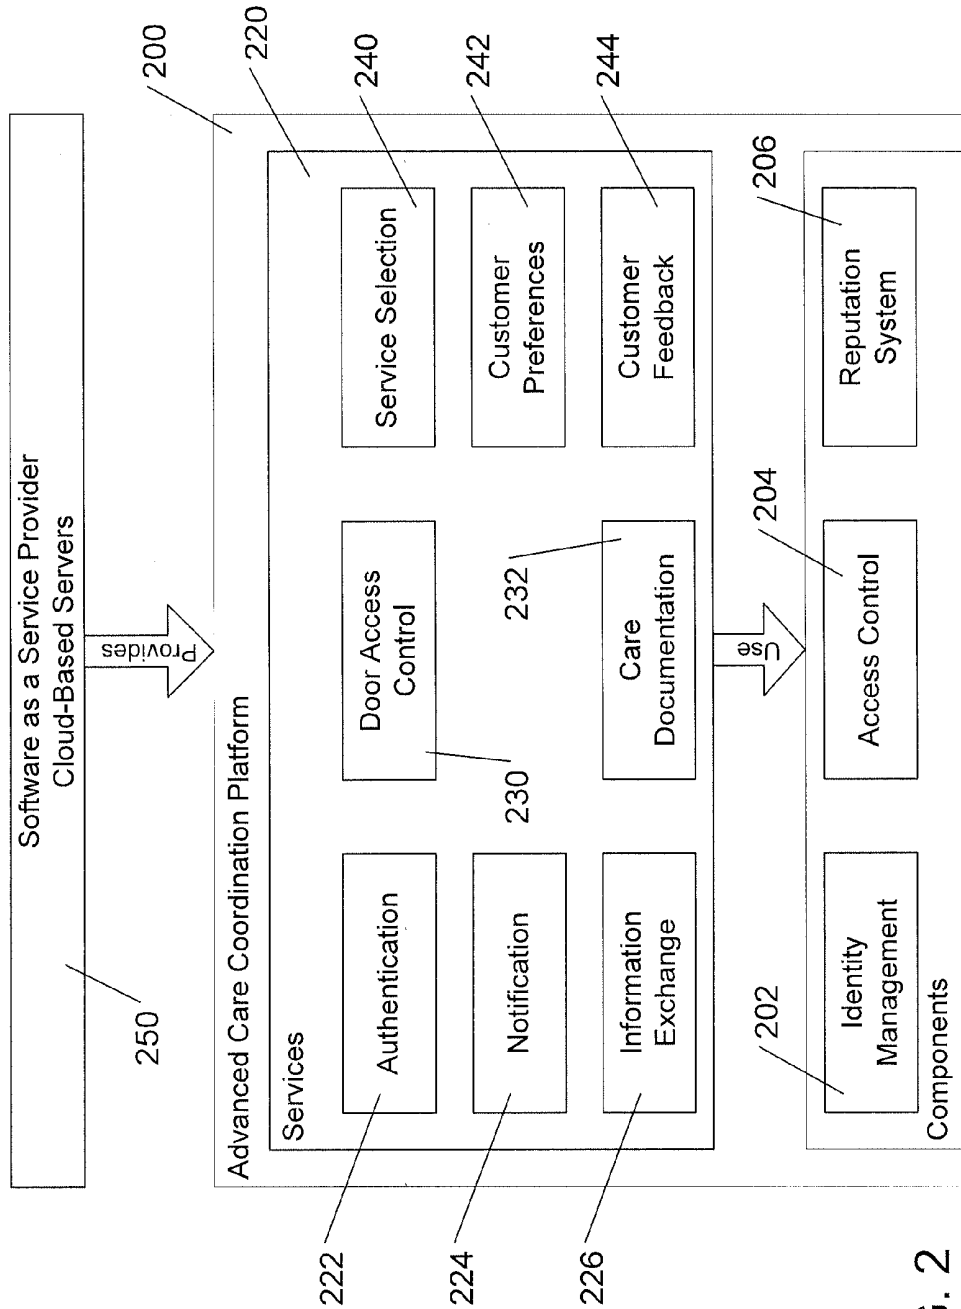 Software as a Service Provider
Cloud-Based Servers
250
Provides
200
Advanced Care Coordination Platform
220
Services
222
Authentication
Door Access
Control
230
Service Selection
240
224
Notification
Customer
Preferences
242
226
Information
Exchange
232
Care
Documentation
Customer
Feedback
244
Use
202
Identity
Management
204
Access Control
206
Reputation
System
Components
. 2